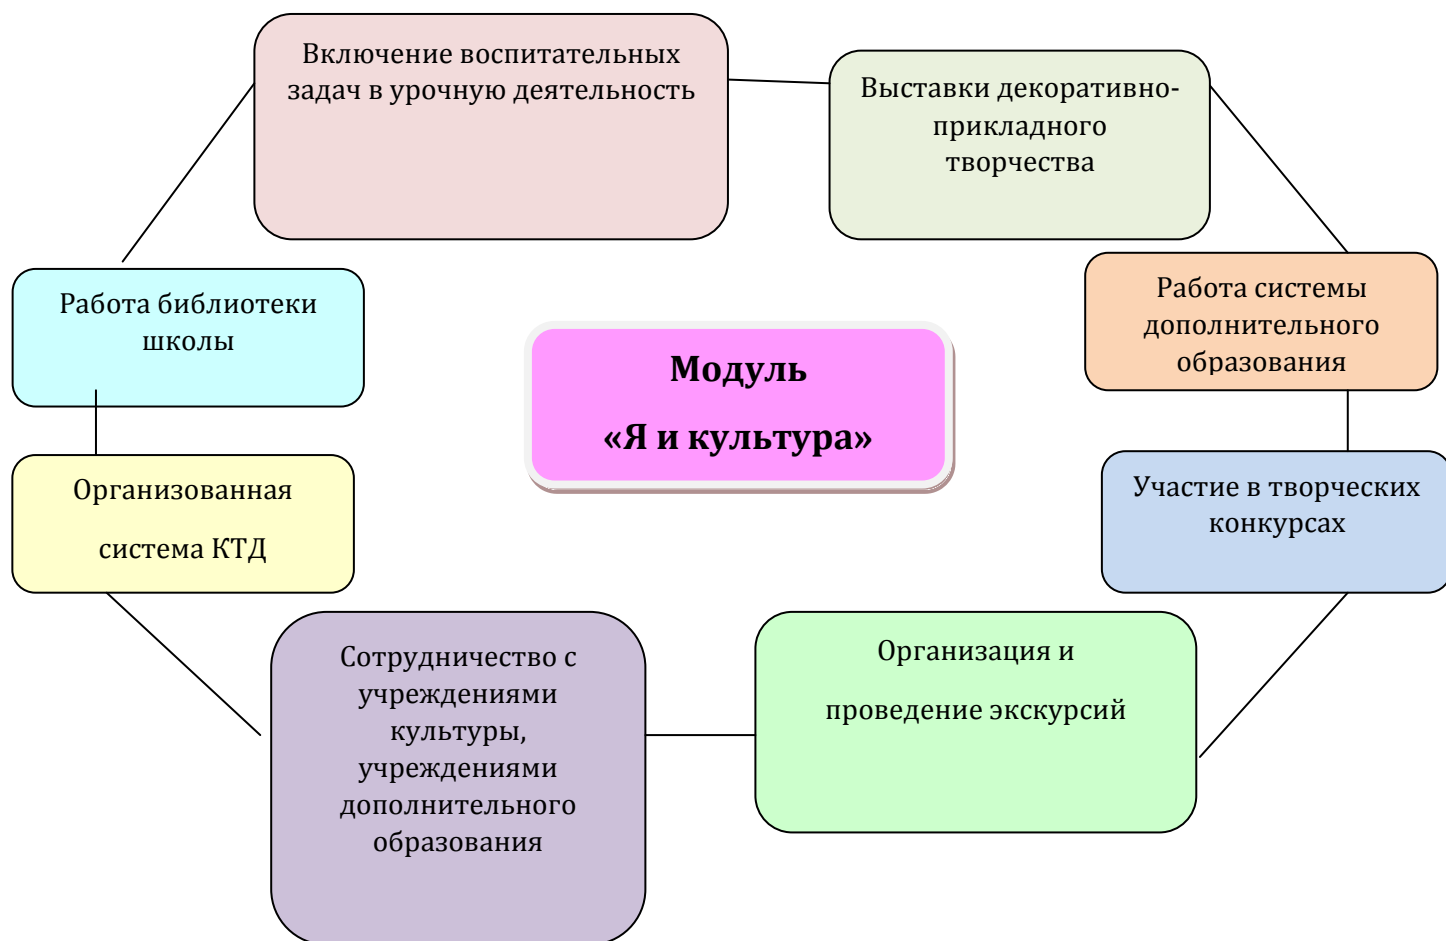 Включение воспитательных
задач в урочную деятельность
Выставки декоративно-
прикладного
творчества
Работа библиотеки
школы
Модуль
«Я и культура»
Работа системы
дополнительного
образования
Организованная
система КТД
Участие в творческих
конкурсах
Сотрудничество с
учреждениями
культуры,
учреждениями
дополнительного
образования
Организация и
проведение экскурсий